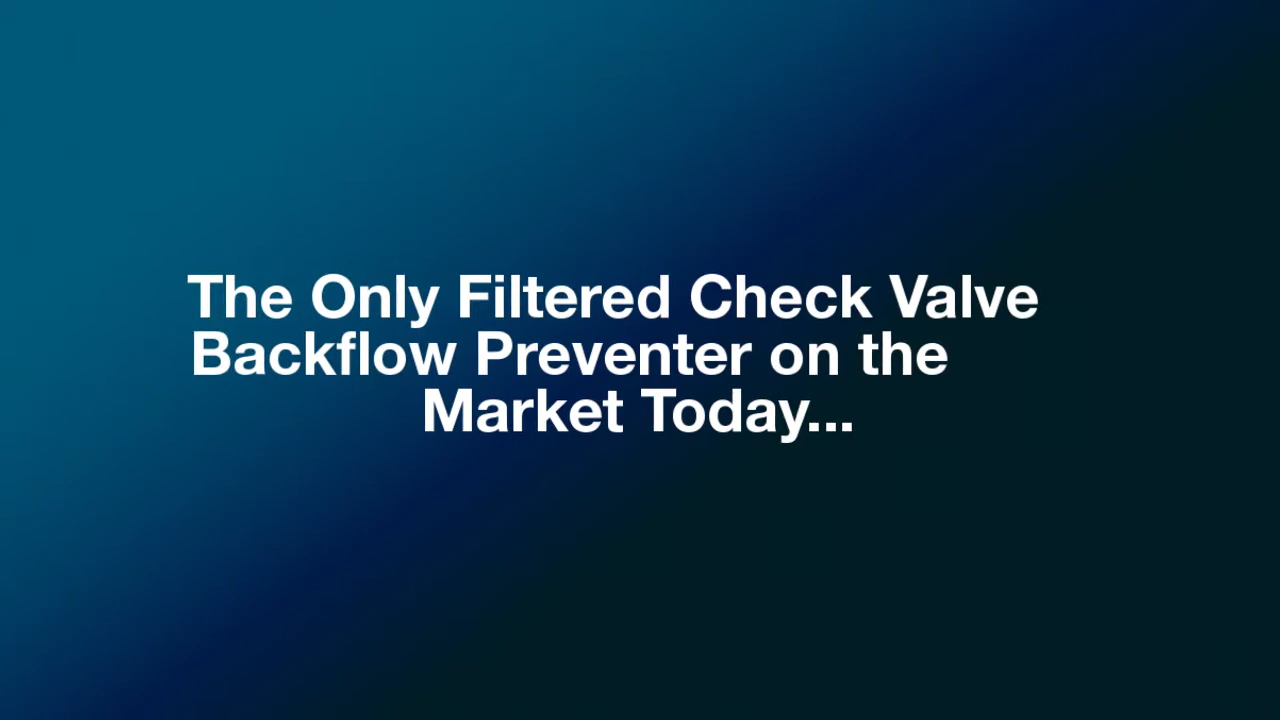 The Only Filtered Check Valve
Backflow Preventer on the
Market Today...